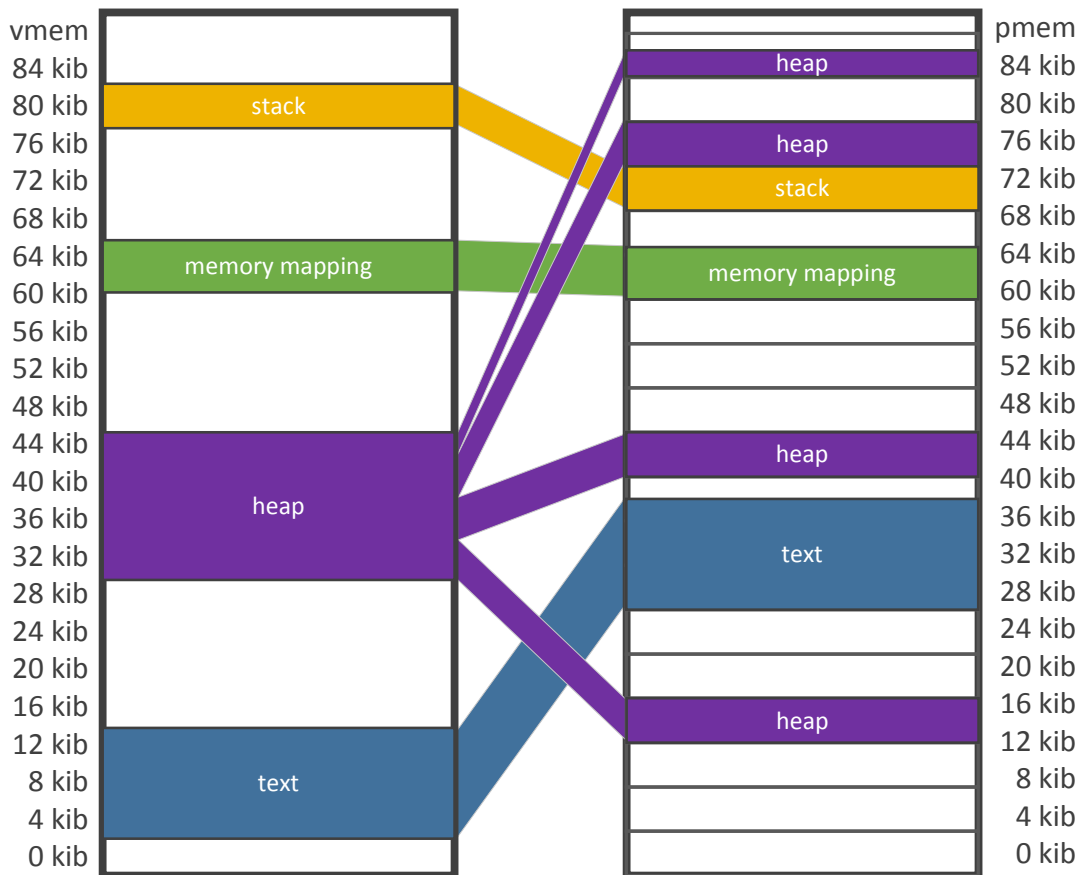 vmem
84 kib
80 kib
76 kib
72 kib
68 kib
64 kib
60 kib
56 kib
52 kib
48 kib
44 kib
40 kib
36 kib
32 kib
28 kib
24 kib
20 kib
16 kib
12 kib
8 kib
4 kib
0 kib
stack
memory mapping
heap
text
heap
heap
stack
memory mapping
heap
text
heap
pmem
84 kib
80 kib
76 kib
72 kib
68 kib
64 kib
60 kib
56 kib
52 kib
48 kib
44 kib
40 kib
36 kib
32 kib
28 kib
24 kib
20 kib
16 kib
12 kib
8 kib
4 kib
0 kib